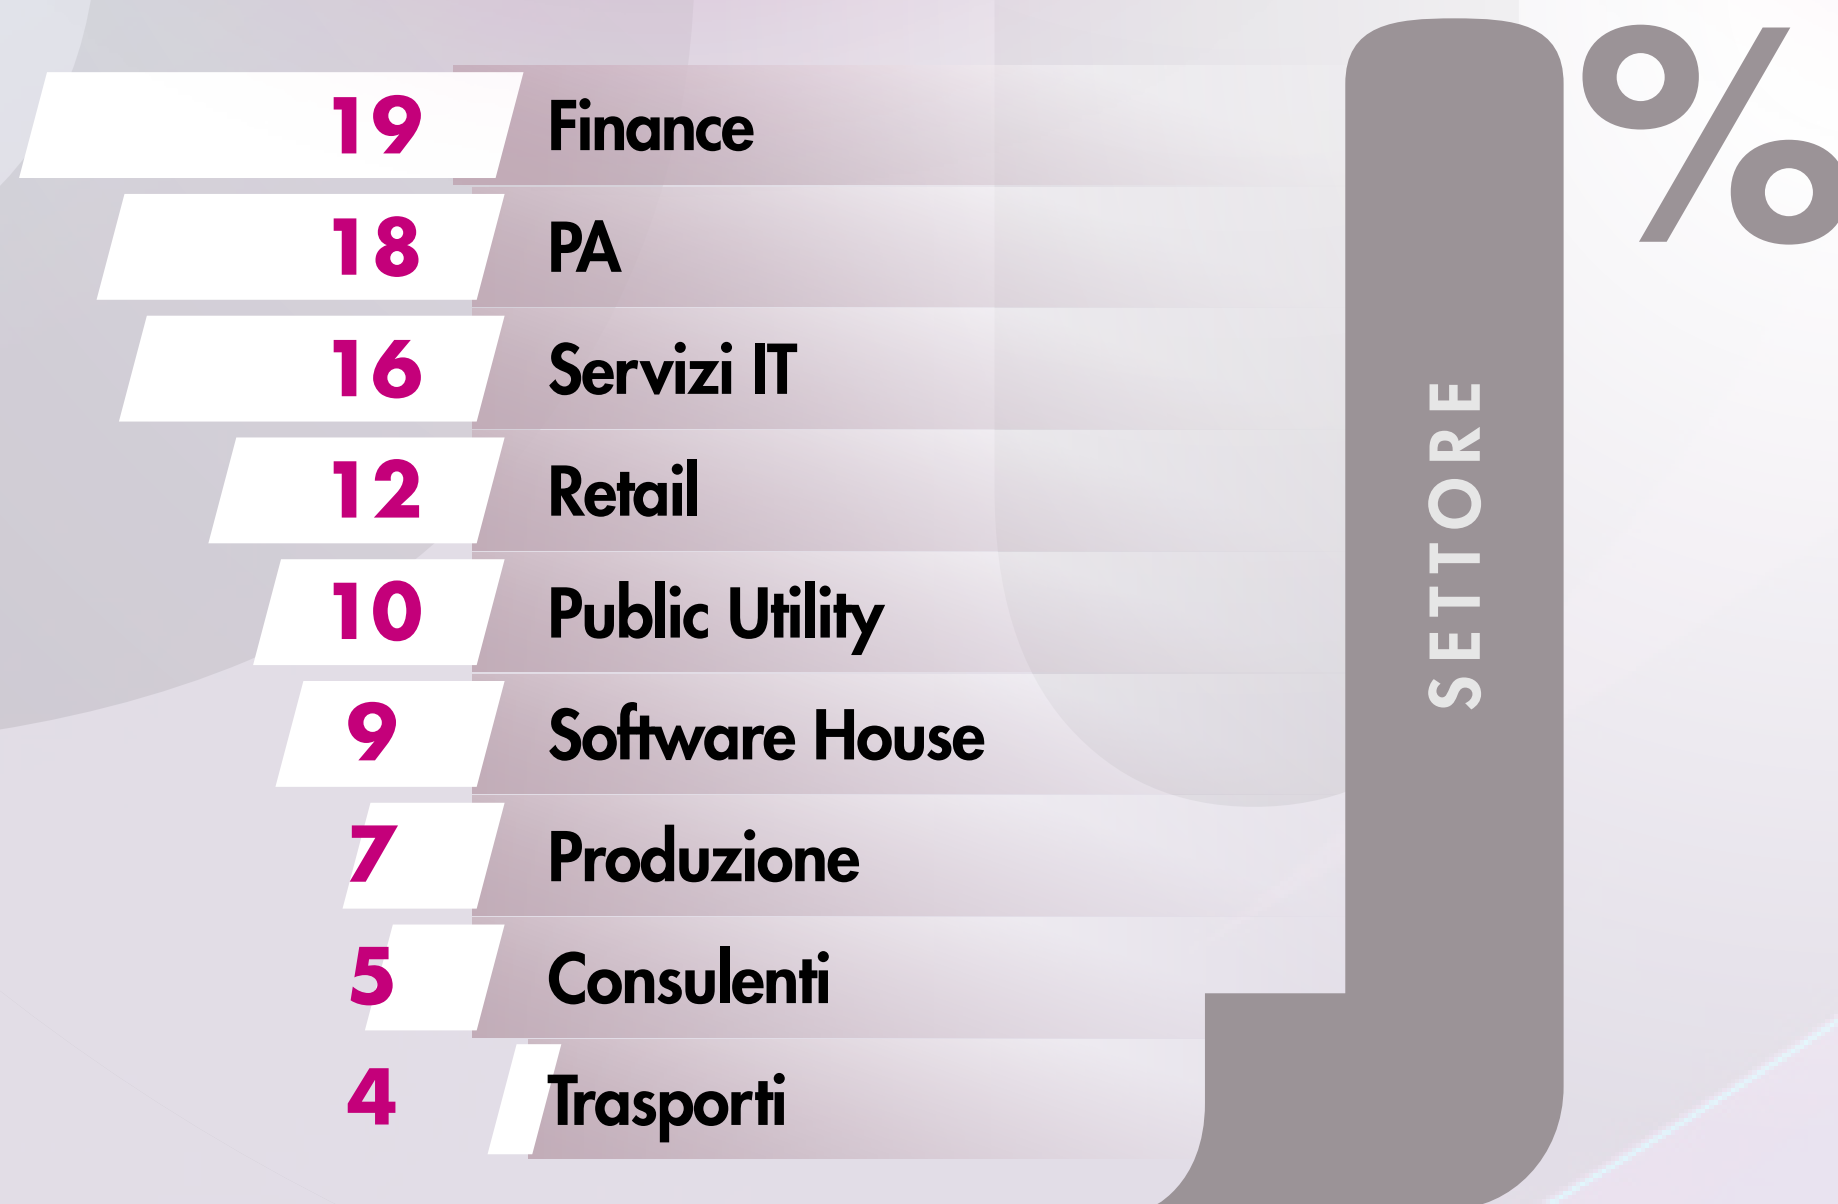 %
19 Finance
18 PA
16 Servizi IT
12 Retail
10 Public Utility
9 Software House
7 Produzione
5 Consulenti
4 Trasporti
SETTORE